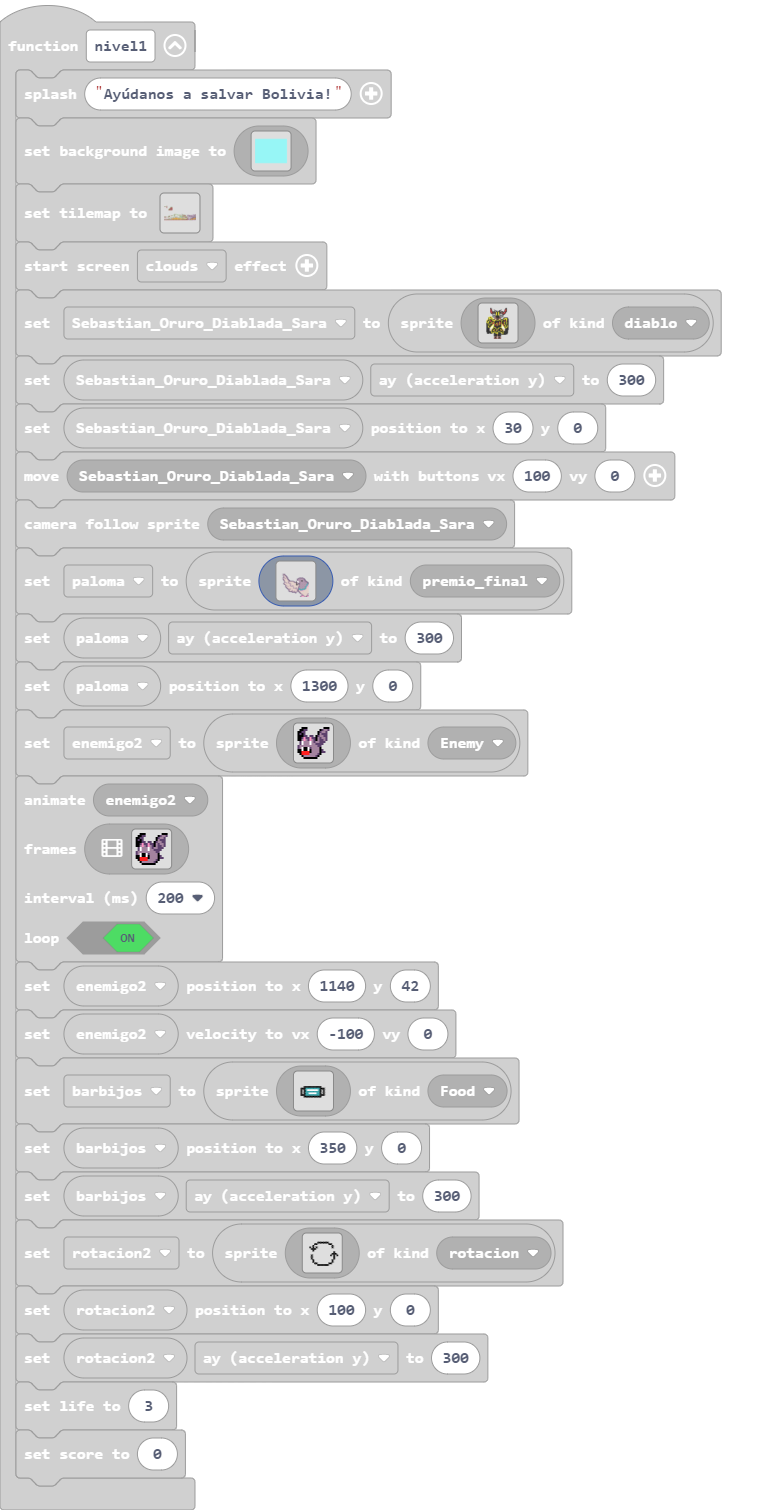 function nivel1
splash "Ayúdanos a salvar Bolivia!"
set background image to
set tilemap to
start screen clouds effect
set Sebastian_Oruro_Diablada_Sara to sprite of kind diablo
set Sebastian_Oruro_Diablada_Sara ay (acceleration y) to 300
set Sebastian_Oruro_Diablada_Sara position to x 30 y 0
move Sebastian_Oruro_Diablada_Sara with buttons vx 100 vy 0
camera follow sprite Sebastian_Oruro_Diablada_Sara
set paloma to sprite of kind premio_final
set paloma ay (acceleration y) to 300
set paloma position to x 1300 y 0
set enemigo2 to sprite of kind Enemy
animate enemigo2
frames
interval (ms) 200
loop ON
set enemigo2 position to x 1140 y 42
set enemigo2 velocity to vx -100 vy 0
set barbijos to sprite of kind Food
set barbijos position to x 350 y 0
set barbijos ay (acceleration y) to 300
set rotacion2 to sprite of kind rotacion
set rotacion2 position to x 100 y 0
set rotacion2 ay (acceleration y) to 300
set life to 3
set score to 0